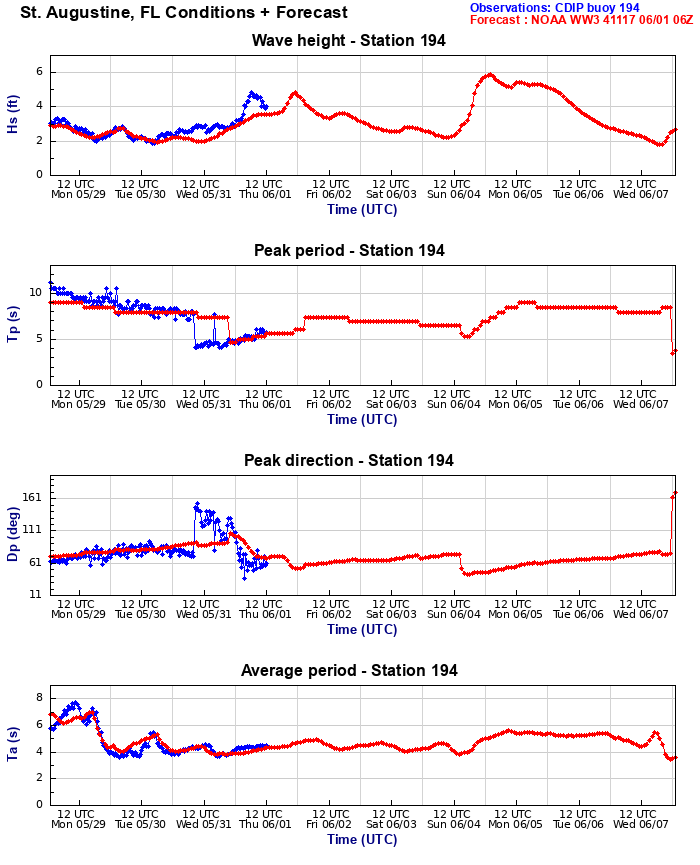 St. Augustine, FL Conditions + Forecast
Observations: CDIP buoy 194
Forecast : NOAA WW3 41117 06/01 06Z
Wave height - Station 194
Hs (ft)
6
4
2
0
12 UTC 12 UTC 12 UTC 12 UTC 12 UTC 12 UTC 12 UTC 12 UTC 12 UTC 12 UTC
Mon 05/29 Tue 05/30 Wed 05/31 Thu 06/01 Fri 06/02 Sat 06/03 Sun 06/04 Mon 06/05 Tue 06/06 Wed 06/07
Time (UTC)
Peak period - Station 194
Tp (s)
10
5
0
12 UTC 12 UTC 12 UTC 12 UTC 12 UTC 12 UTC 12 UTC 12 UTC 12 UTC 12 UTC
Mon 05/29 Tue 05/30 Wed 05/31 Thu 06/01 Fri 06/02 Sat 06/03 Sun 06/04 Mon 06/05 Tue 06/06 Wed 06/07
Time (UTC)
Peak direction - Station 194
Dp (deg)
161
111
61
11
12 UTC 12 UTC 12 UTC 12 UTC 12 UTC 12 UTC 12 UTC 12 UTC 12 UTC 12 UTC
Mon 05/29 Tue 05/30 Wed 05/31 Thu 06/01 Fri 06/02 Sat 06/03 Sun 06/04 Mon 06/05 Tue 06/06 Wed 06/07
Time (UTC)
Average period - Station 194
Ta (s)
8
6
4
2
0
12 UTC 12 UTC 12 UTC 12 UTC 12 UTC 12 UTC 12 UTC 12 UTC 12 UTC 12 UTC
Mon 05/29 Tue 05/30 Wed 05/31 Thu 06/01 Fri 06/02 Sat 06/03 Sun 06/04 Mon 06/05 Tue 06/06 Wed 06/07
Time (UTC)